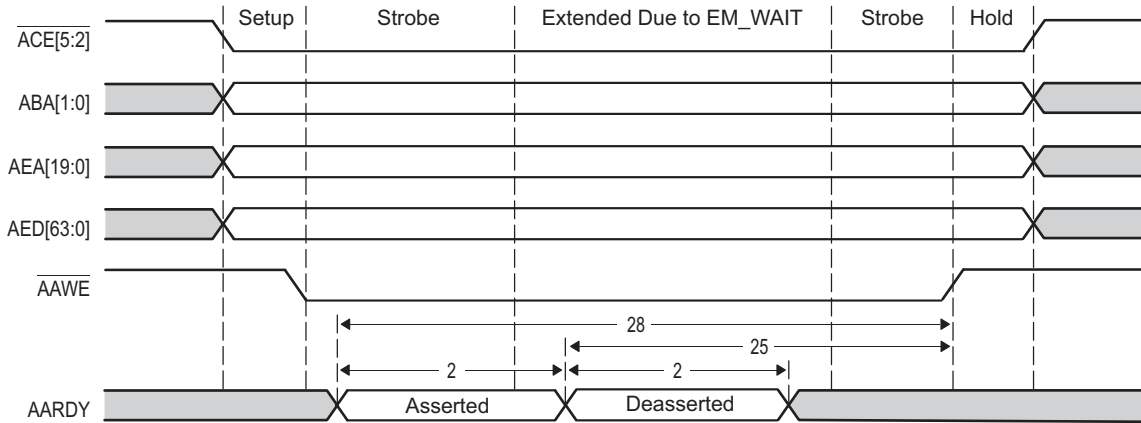 Setup Strobe Extended Due to EM_WAIT Strobe Hold
ACE[5:2]
ABA[1:0]
AEA[19:0]
AED[63:0]
AAWE
28
25
2 2
AARDY Asserted Deasserted